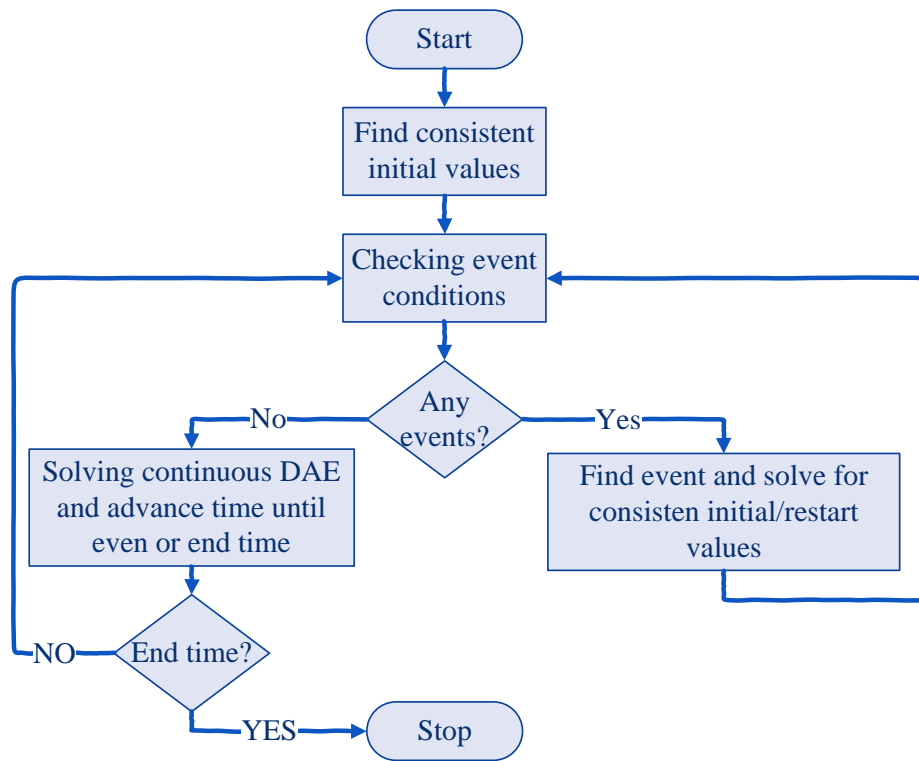 Start
Find consistent
initial values
Checking event
conditions
Any
events?
No
Yes
Solving continuous DAE
and advance time until
even or end time
Find event and solve for
consisten initial/restart
values
End time?
NO
YES
Stop